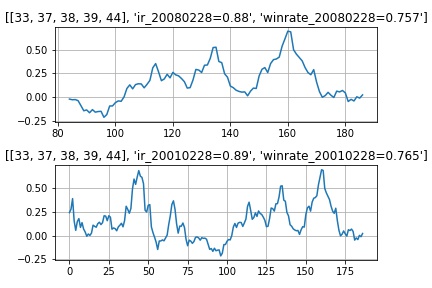 [[33, 37, 38, 39, 44], 'ir_20080228=0.88', 'winrate_20080228=0.757']
0.50
0.25
0.00
−0.25
80 100 120 140 160 180
[[33, 37, 38, 39, 44], 'ir_20010228=0.89', 'winrate_20010228=0.765']
0.50
0.25
0.00
−0.25
0 25 50 75 100 125 150 175